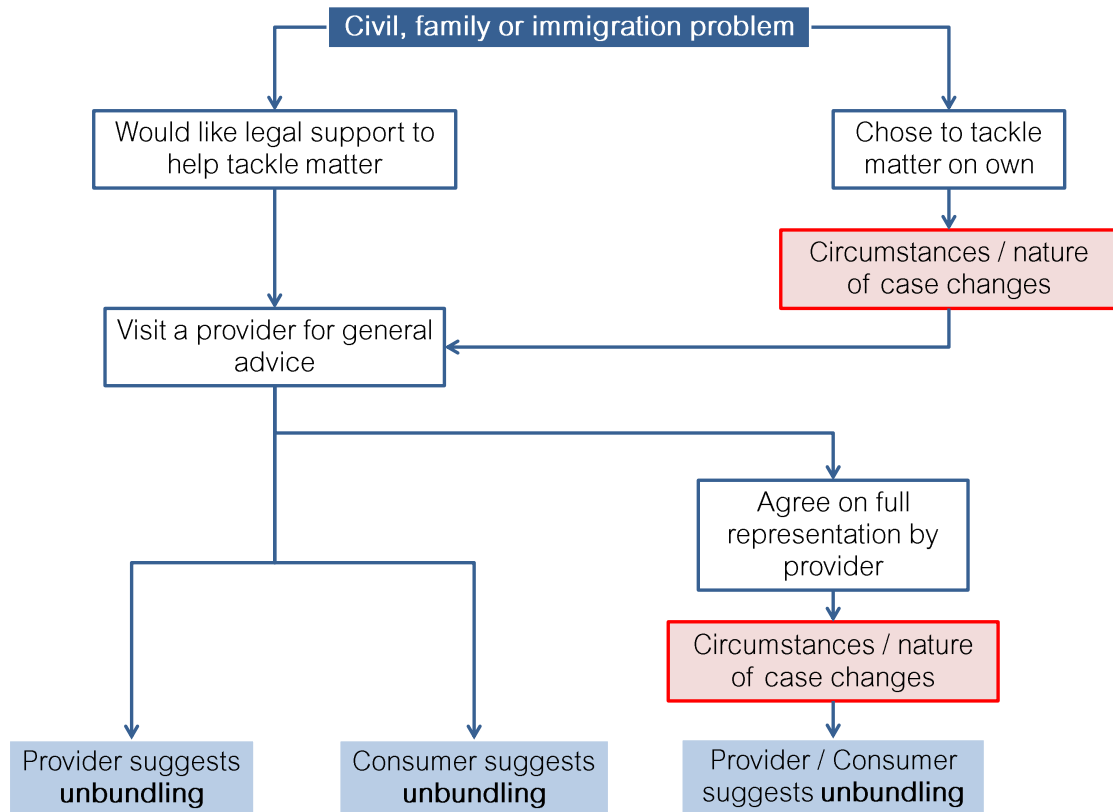 Civil, family or immigration problem
Would like legal support to
help tackle matter
Chose to tackle
matter on own
Circumstances / nature
of case changes
Visit a provider for general
advice
Agree on full
representation by
provider
Circumstances / nature
of case changes
Provider suggests
unbundling
Consumer suggests
unbundling
Provider / Consumer
suggests unbundling